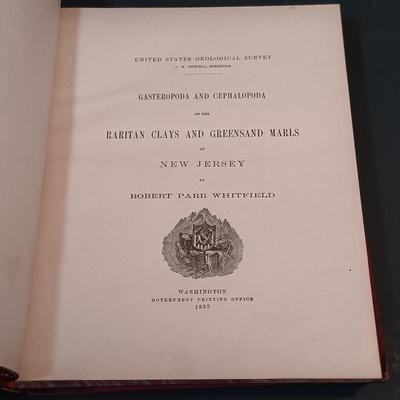 UNITED STATES GEOLOGICAL SURVEY
J. W. POWELL, DIRECTOR
GASTEROPODA AND CEPHALOPODA
OF THE
RARITAN CLAYS AND GREENSAND MARLS
OF
NEW JERSEY
BY
ROBERT PARR WHITFIELD
WASHINGTON
GOVERNMENT PRINTING OFFICE
1892